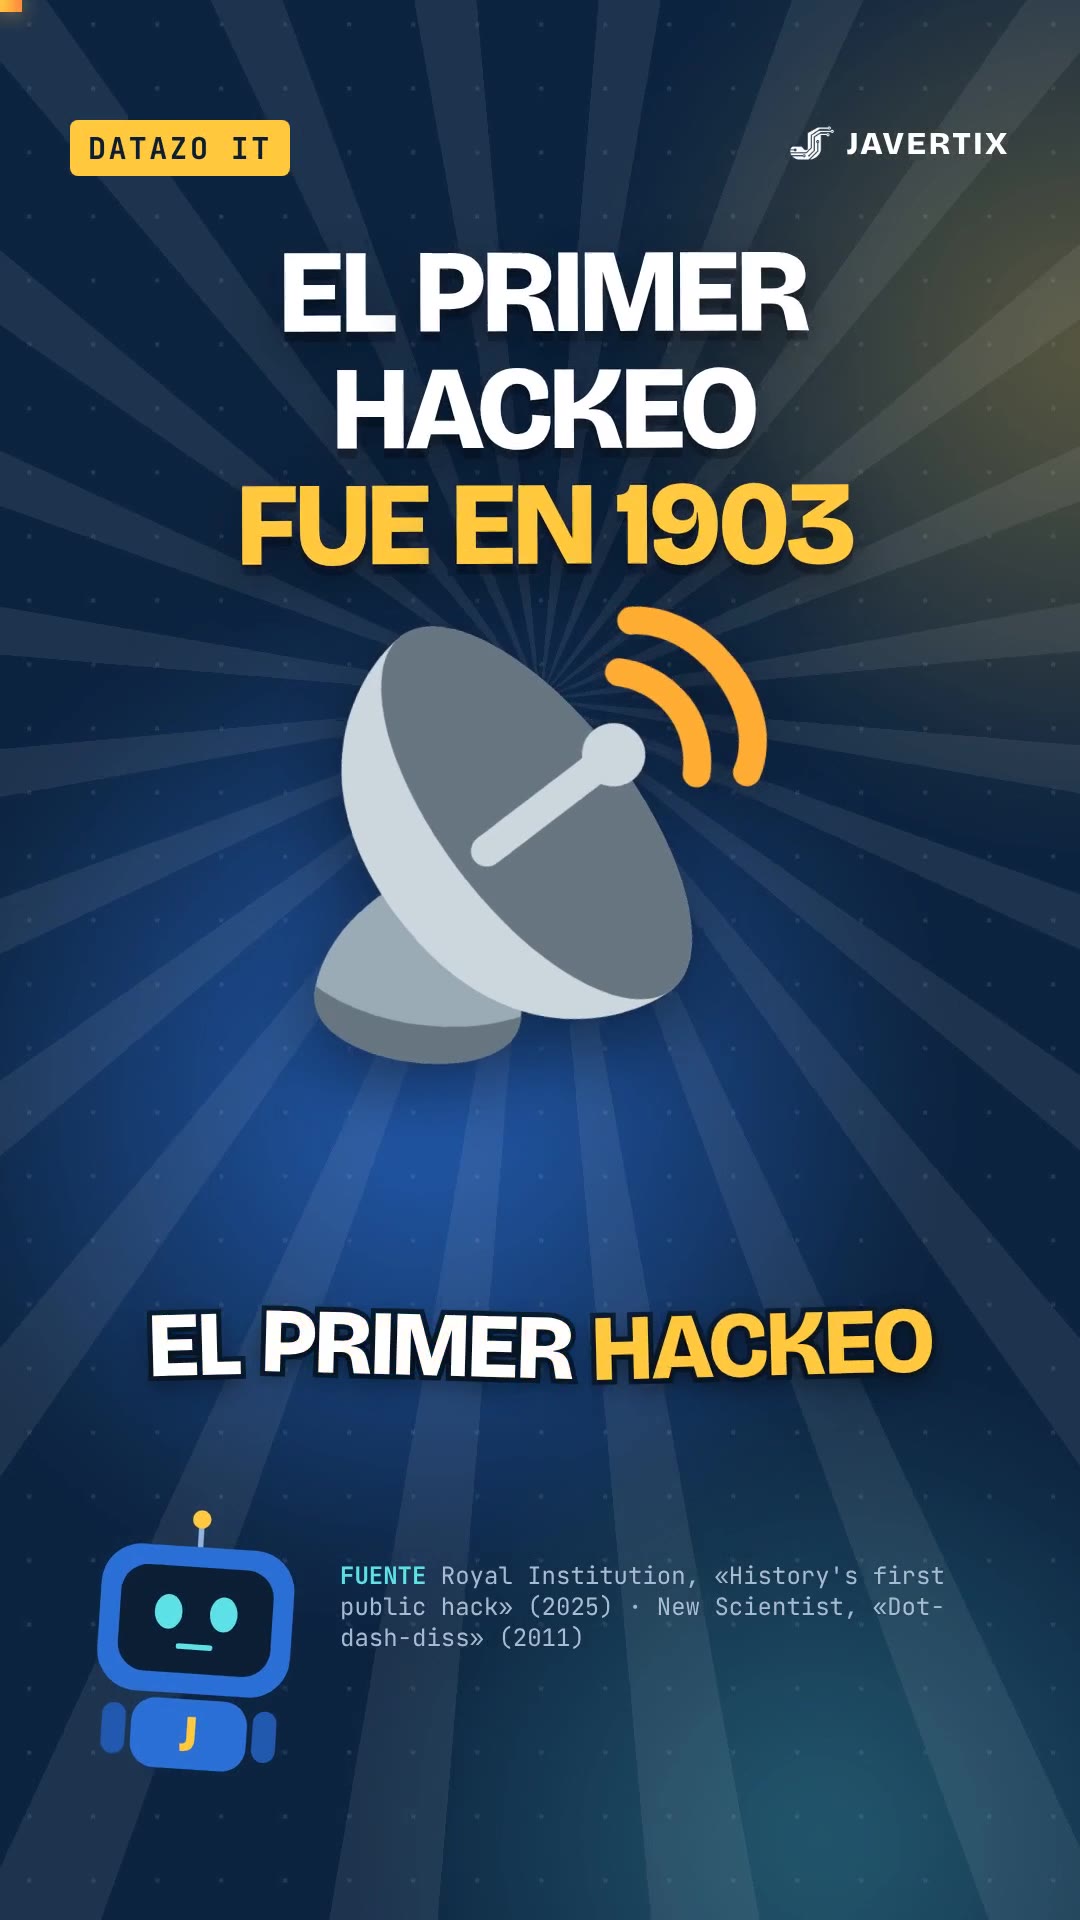 DATAZO IT
JAVERTIX
EL PRIMER
HACKEO
FUE EN 1903
EL PRIMER HACKEO
FUENTE Royal Institution, «History's first
public hack» (2025) · New Scientist, «Dot-
dash-diss» (2011)
J